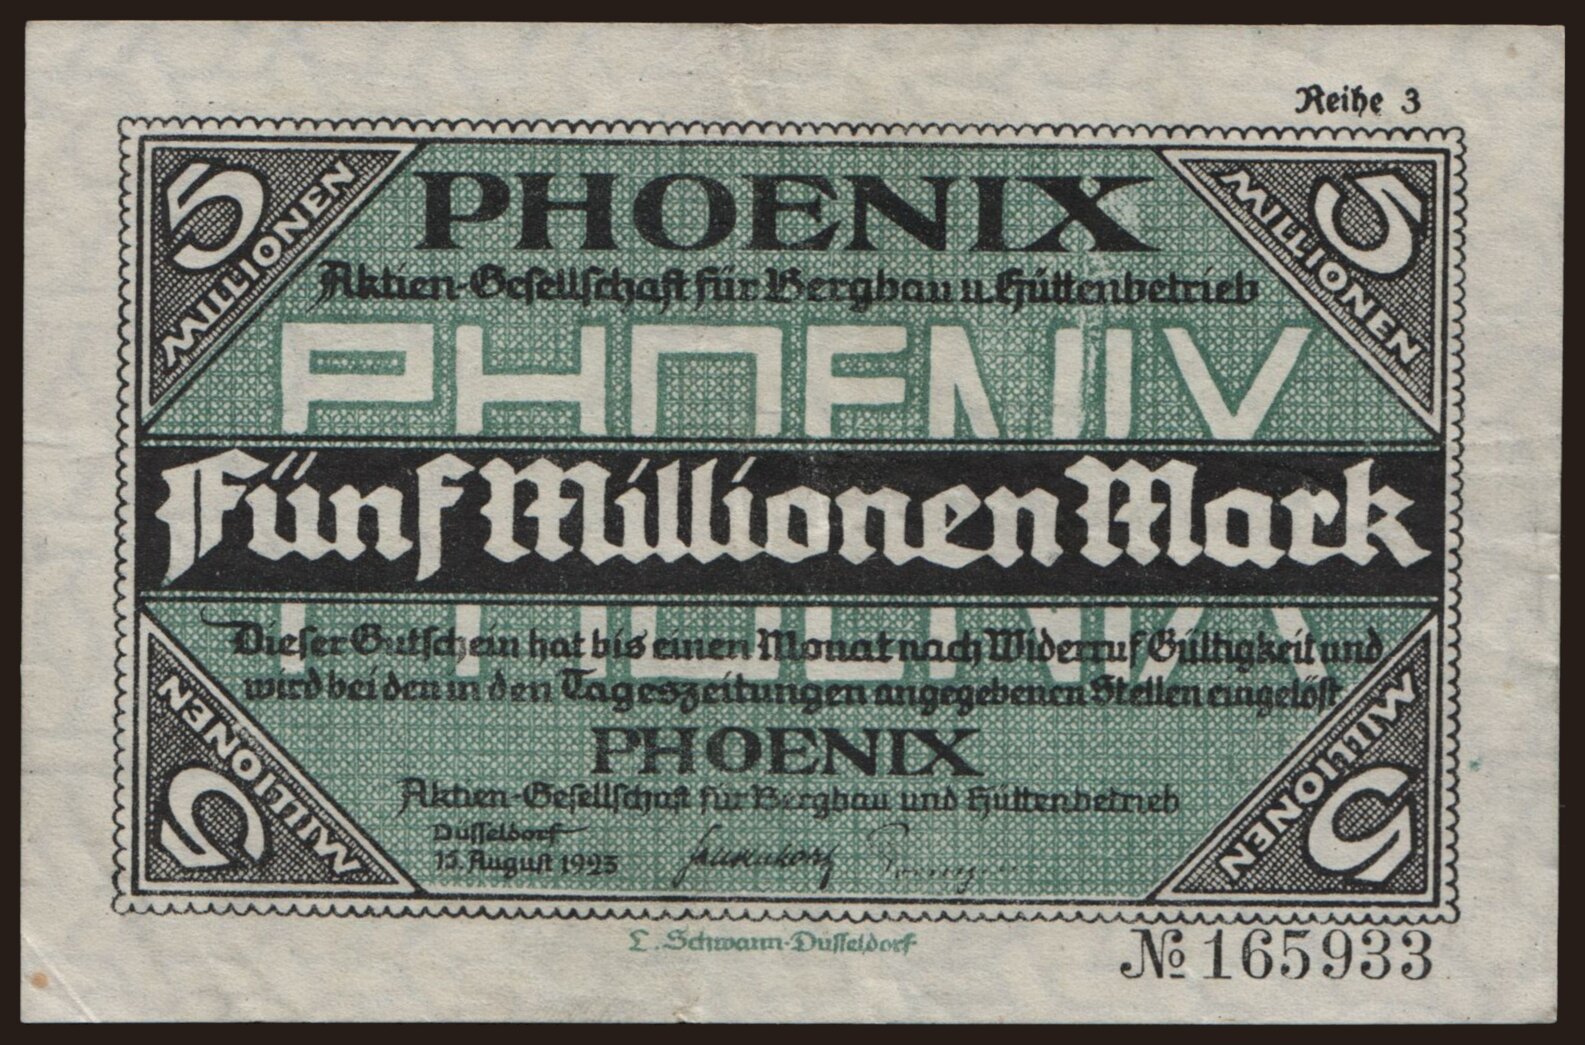 Reihe 3
5 MILLIONEN
5 MILLIONEN
PHOENIX
Aktien-Gesellschaft für Bergbau u. Hüttenbetrieb
PHOENIX
Fünf Millionen Mark
Dieser Gutschein hat bis einen Monat nach Widerruf Gültigkeit und
wird bei den in den Tageszeitungen angegebenen Stellen eingelöst
PHOENIX
Aktien-Gesellschaft für Bergbau und Hüttenbetrieb
Düsseldorf
15. August 1923
5 MILLIONEN
5 MILLIONEN
L. Schwann-Düsseldorf
№ 165933